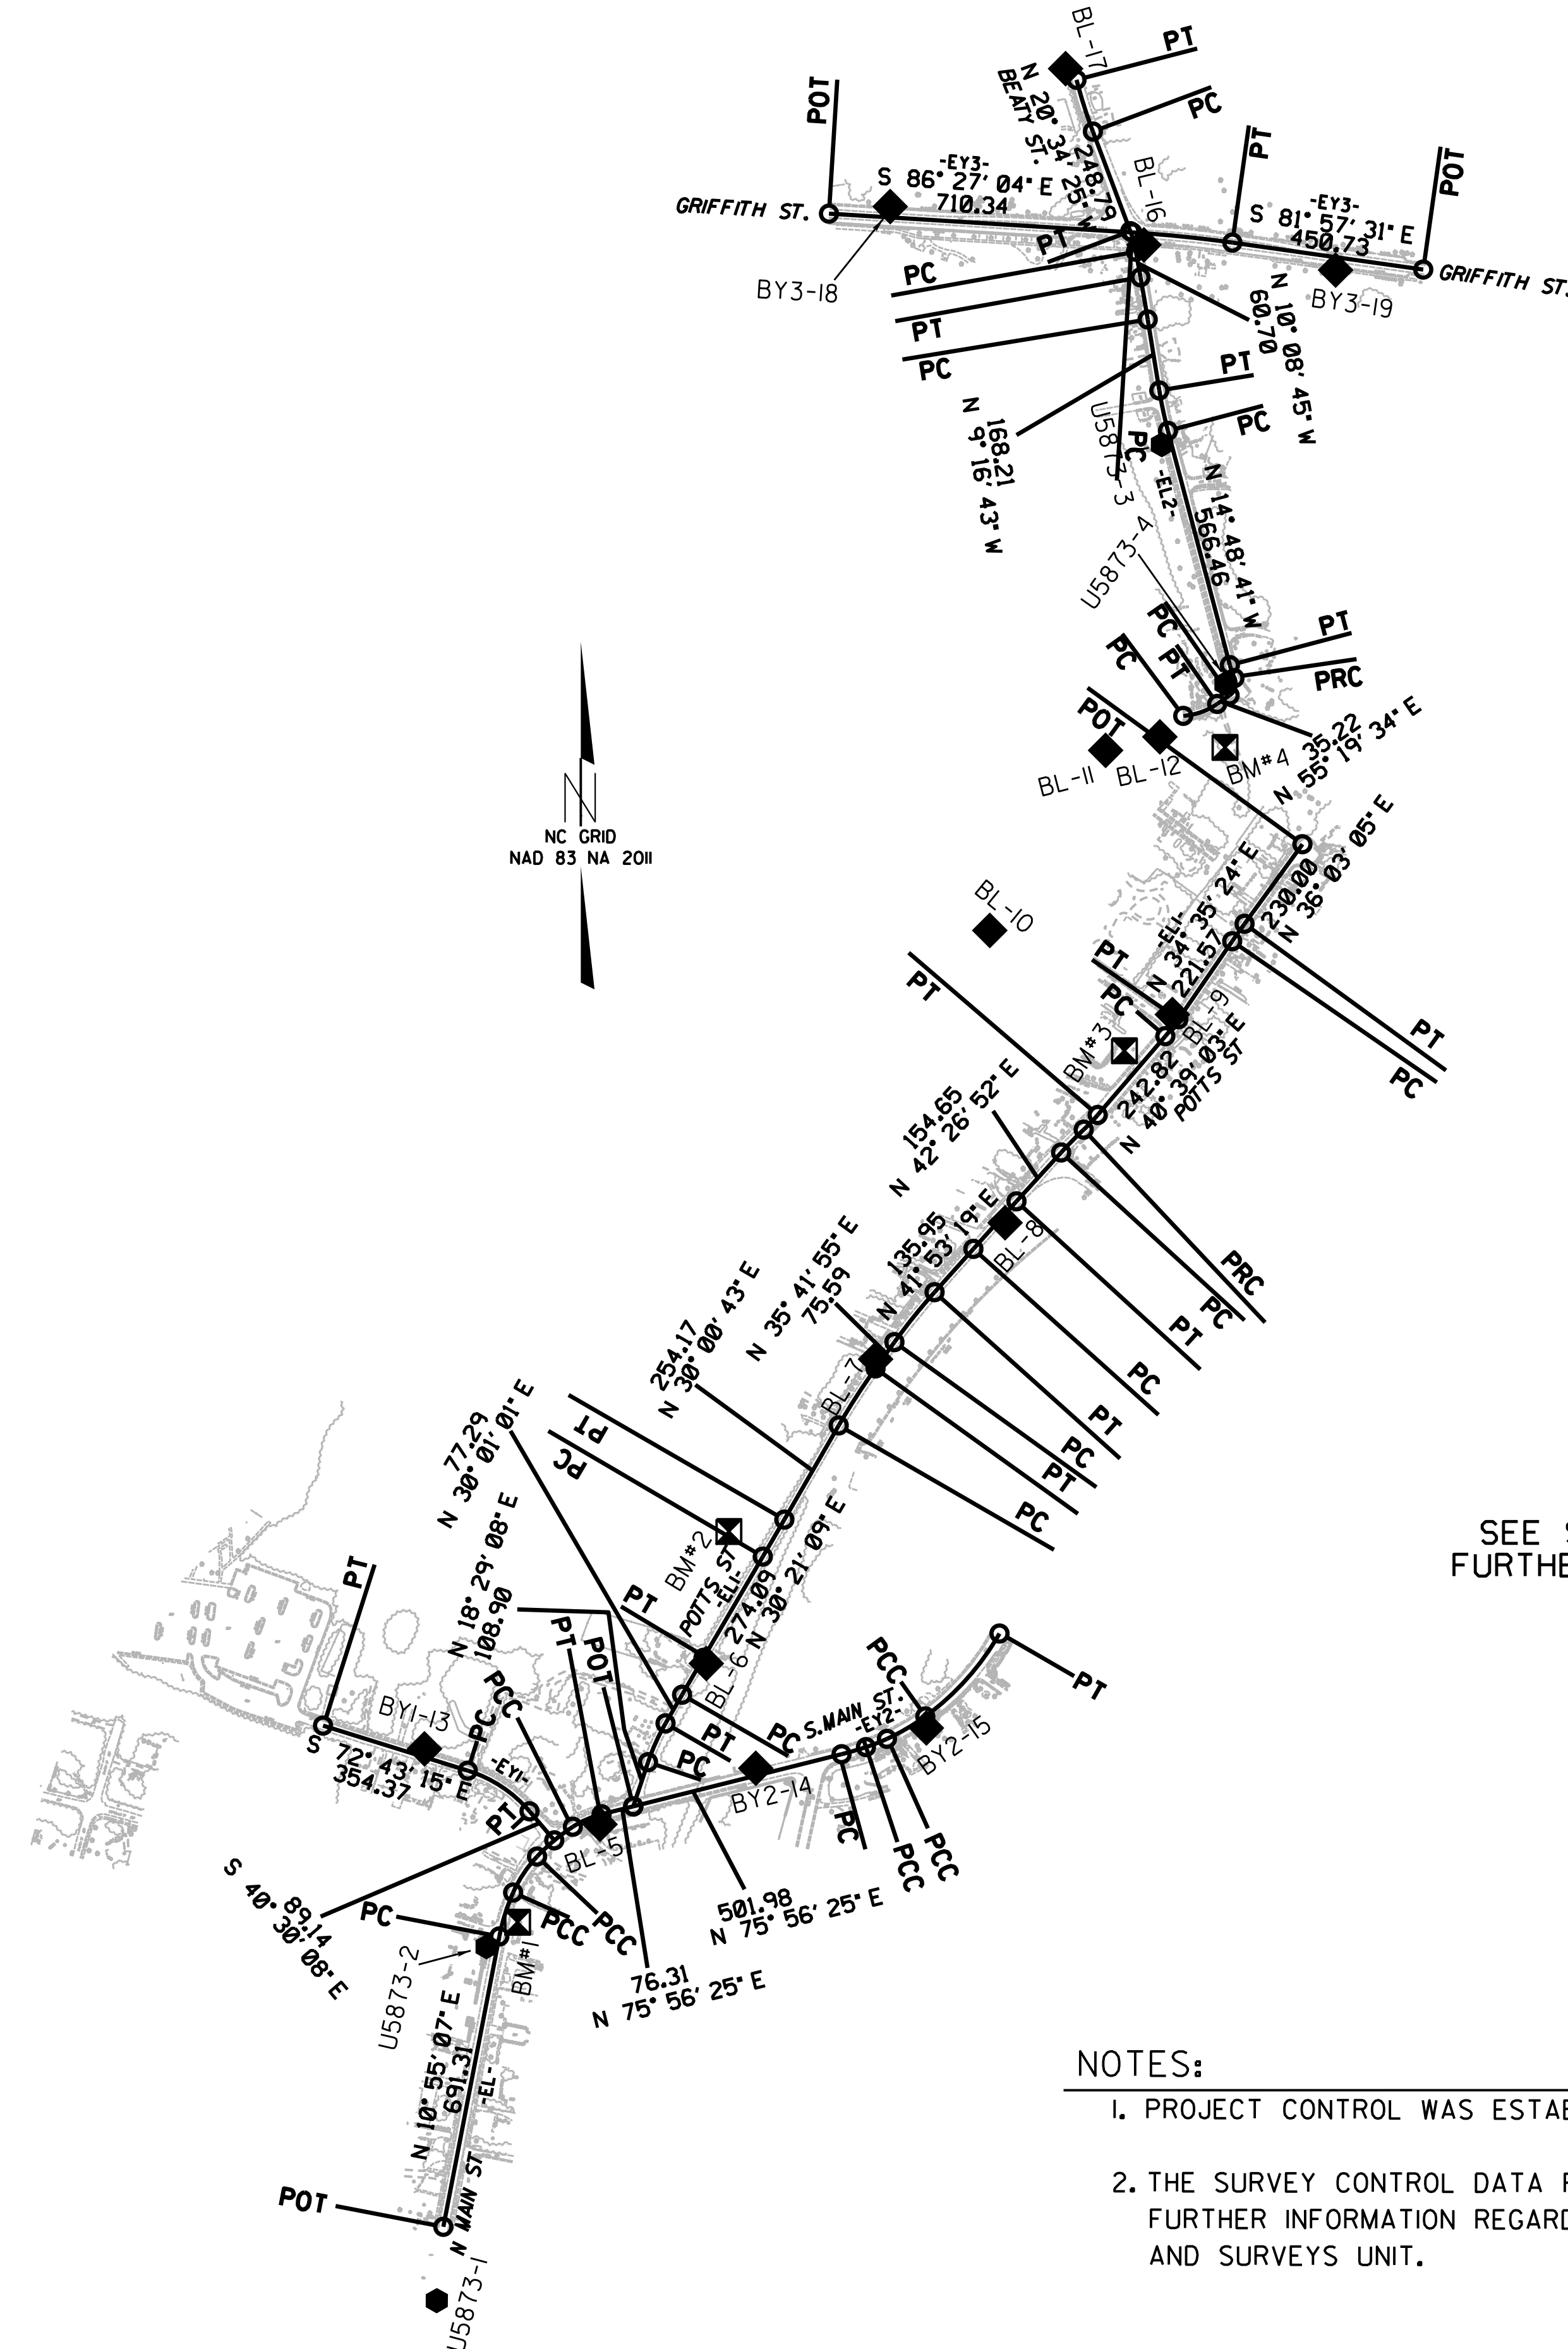 BL-17
PT
PC
N 20° 34' 25" W
248.79
BEATY ST.
POT
-EY3-
S 86° 27' 04" E
710.34
GRIFFITH ST.
BL-16
PT
POT
-EY3-
S 81° 57' 31" E
450.73
GRIFFITH ST.
BY3-18
BY3-19
PT
PC
PT
PC
N 10° 08' 45" W
60.70
PT
PC
168.21
N 9° 16' 43" W
PC
U5873-3
-EL2-
N 14° 48' 41" W
566.46
U5873-4
PC
PT
PC
PT
PRC
POT
35.22
N 55° 19' 34" E
BL-11
BL-12
BM#4
NC GRID
NAD 83 NA 2011
N
230.00
N 36° 03' 05" E
-EL1-
N 34° 35' 24" E
221.57
BL-10
PT
PC
PT
BL-9
PT
PC
BM#3
242.82
N 40° 39' 03" E
POTTS ST
154.65
N 42° 26' 52" E
BL-8
135.95
N 41° 53' 19" E
PRC
PC
PT
PC
PT
PC
PT
PC
N 35° 41' 55" E
75.59
BL-7
254.17
N 30° 00' 43" E
PT
PC
77.29
N 30° 01' 01" E
BM#2
POTTS ST
-EL1-
274.09
N 30° 21' 09" E
SEE S
FURTHE
PT
N 18° 29' 08" E
108.90
PT
POT
PT
BL-6
PCC
PC
BY1-13
S 72° 43' 15" E
354.37
-EY1-
PT
PC
PT
PC
S.MAIN ST.
-EY2-
PCC
PT
BY2-15
BY2-14
PC
PCC
PCC
BL-5
501.98
N 75° 56' 25" E
89.14
S 40° 30' 08" E
PC
PCC
PCC
BM#1
U5873-2
76.31
N 75° 56' 25" E
N 10° 55' 07" E
691.31
-EL-
N MAIN ST
POT
U5873-1
NOTES:
1. PROJECT CONTROL WAS ESTAB
2. THE SURVEY CONTROL DATA
FURTHER INFORMATION REGARD
AND SURVEYS UNIT.